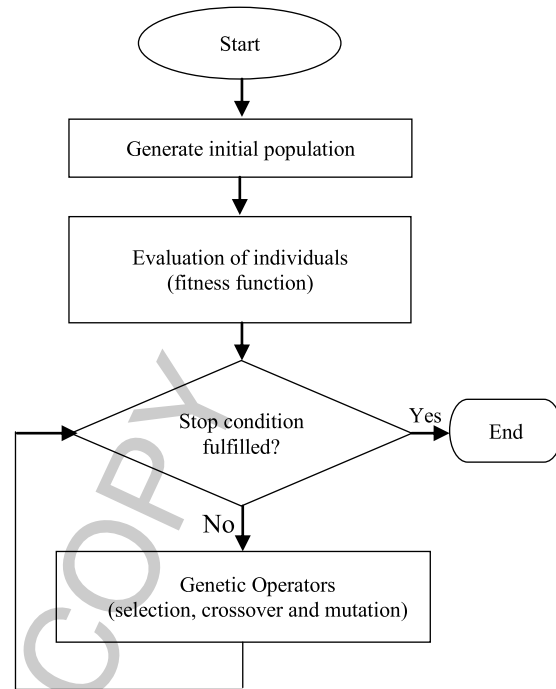 Start
Generate initial population
Evaluation of individuals
(fitness function)
Stop condition
fulfilled?
Yes
End
No
Genetic Operators
(selection, crossover and mutation)
COPY